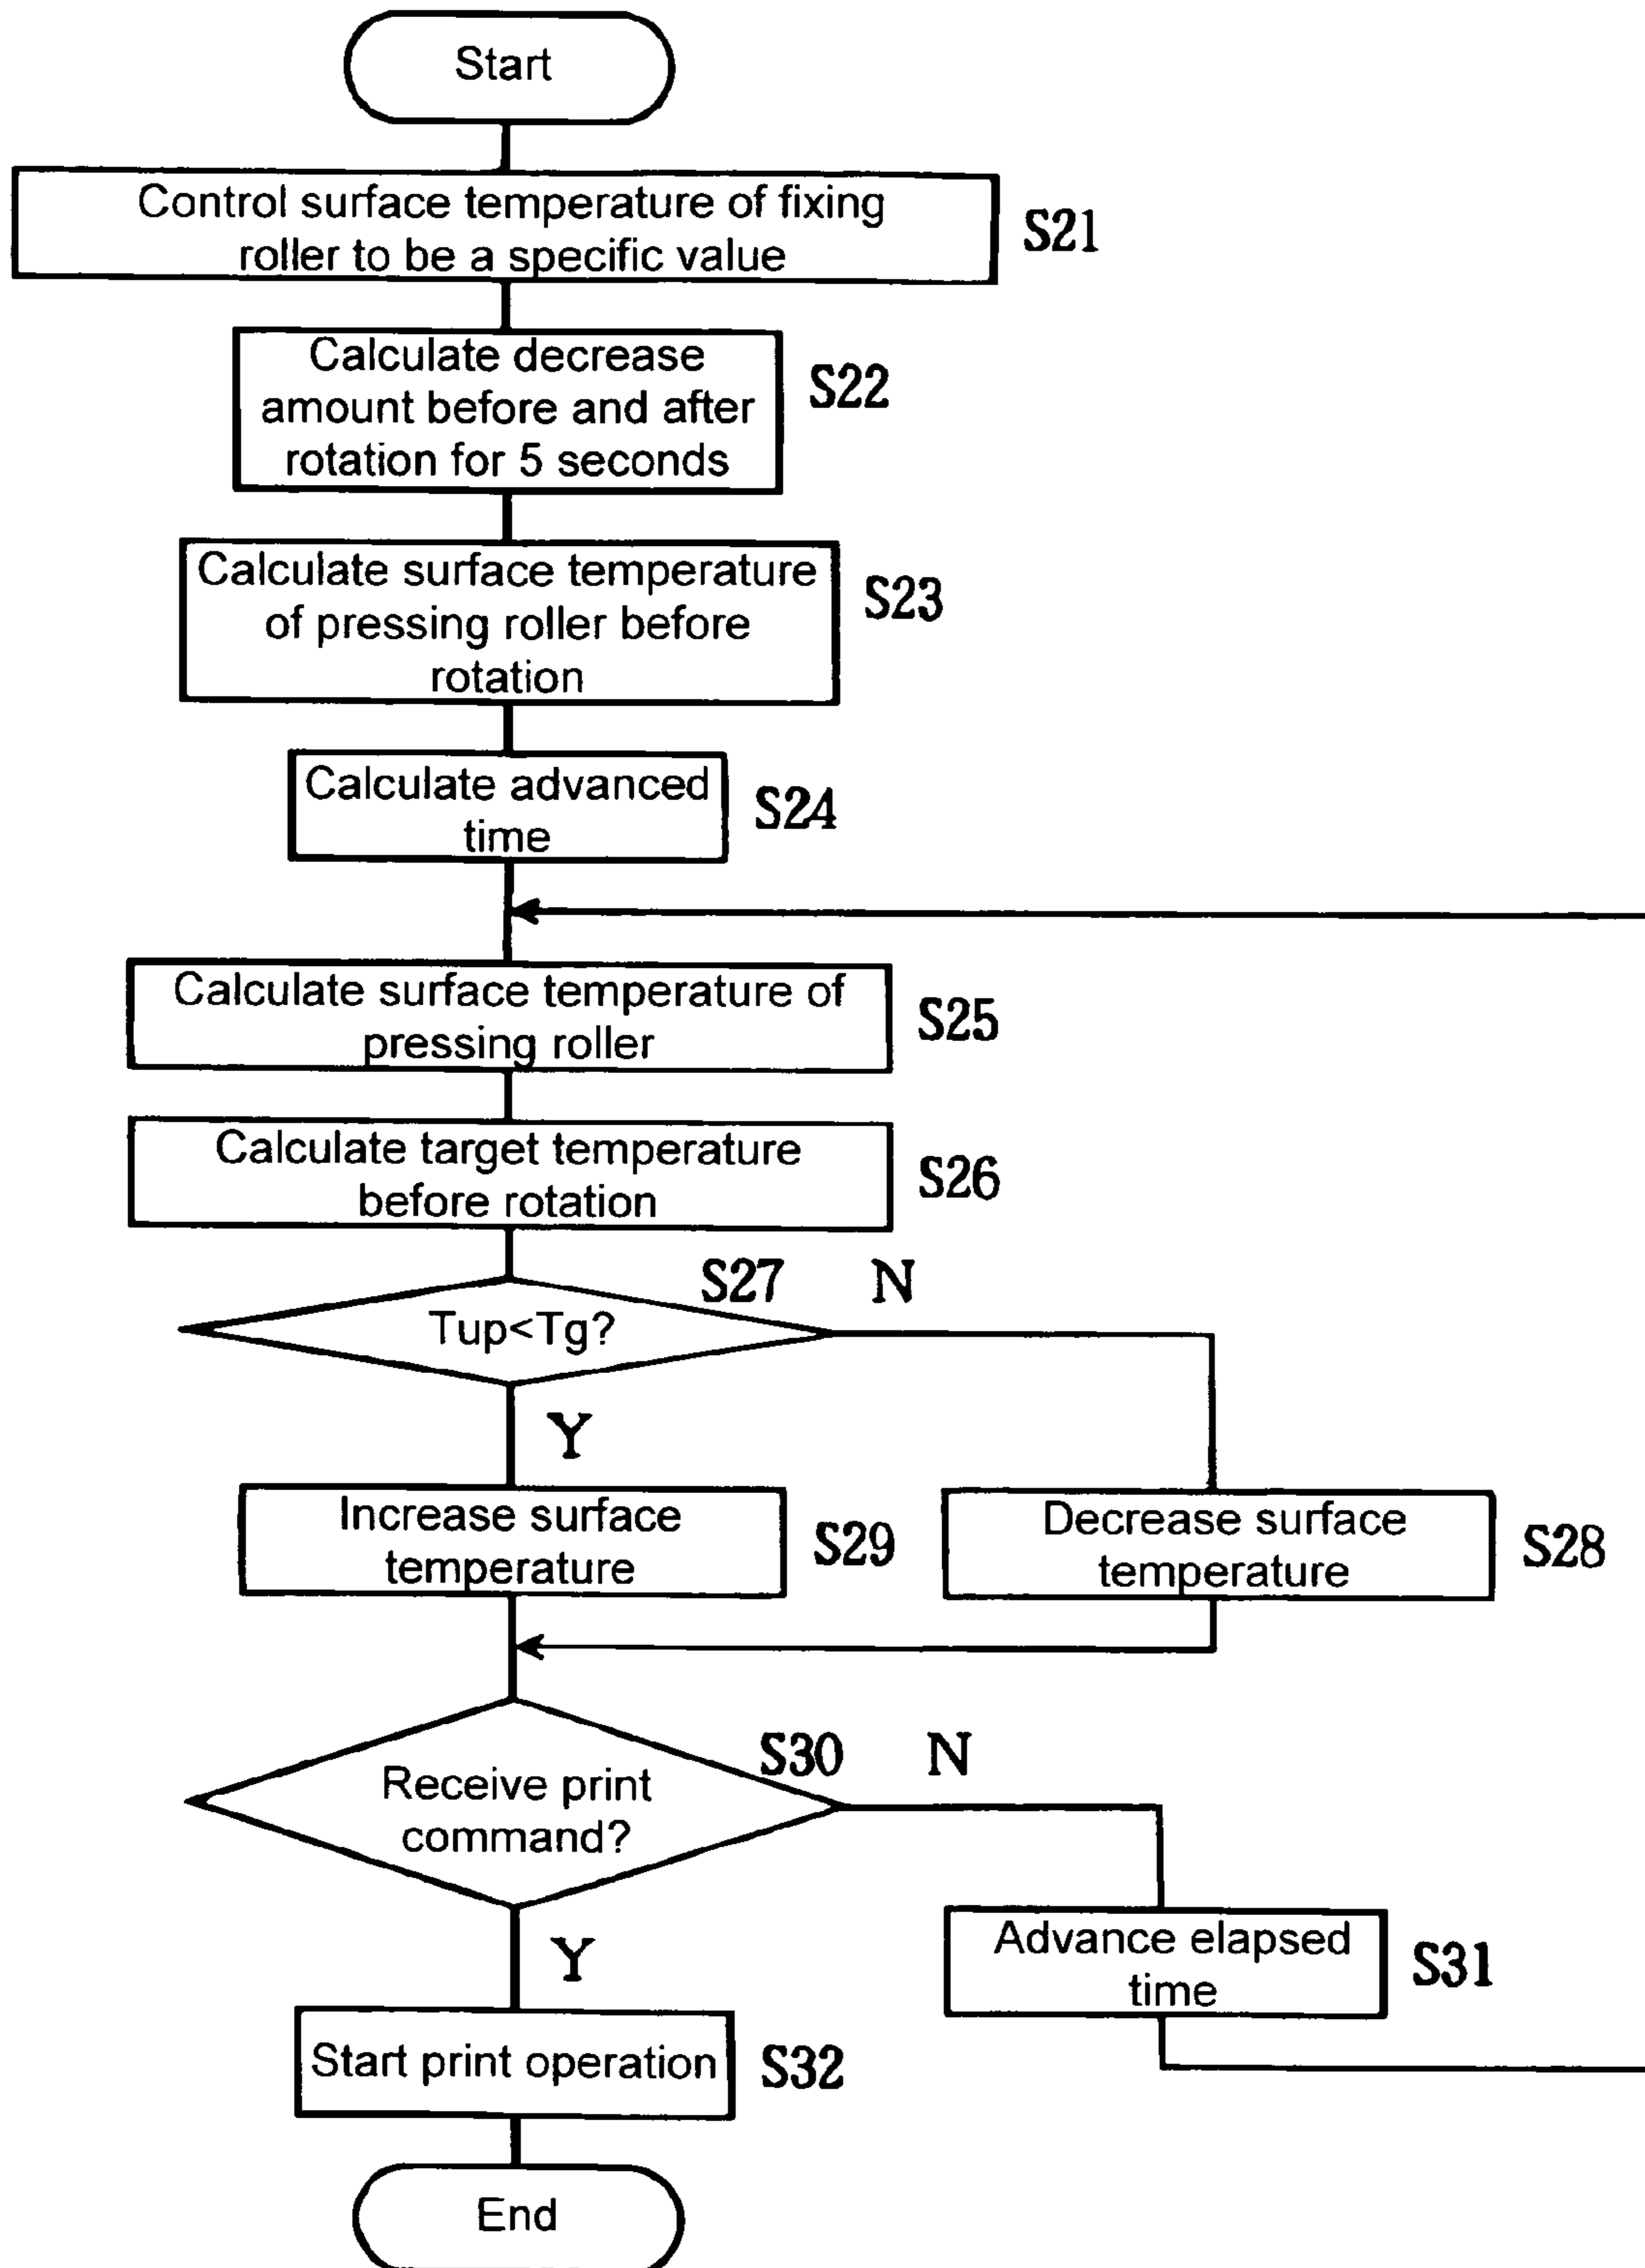 Start
Control surface temperature of fixing
roller to be a specific value
S21
Calculate decrease
amount before and after
rotation for 5 seconds
S22
Calculate surface temperature
of pressing roller before
rotation
S23
Calculate advanced
time
S24
Calculate surface temperature of
pressing roller
S25
Calculate target temperature
before rotation
S26
S27
N
Tup<Tg?
Y
Increase surface
temperature
S29
Decrease surface
temperature
S28
S30
N
Receive print
command?
Y
Advance elapsed
time
S31
Start print operation
S32
End